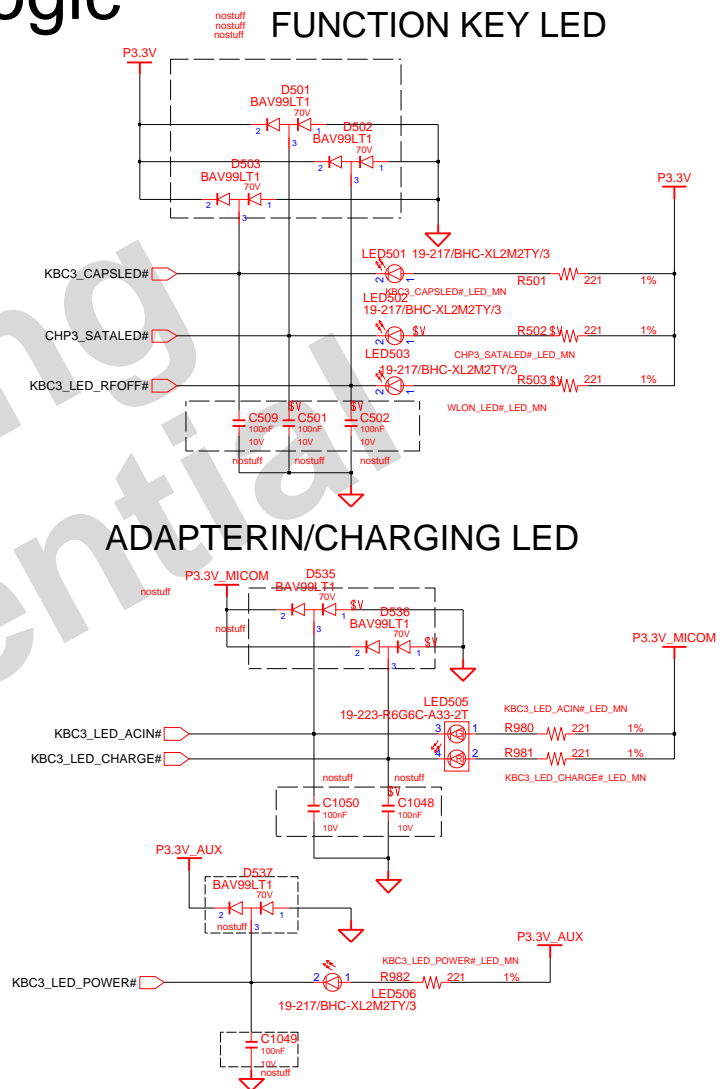 ogic
nostuff
nostuff
nostuff
FUNCTION KEY LED
P3.3V
D501
BAV99LT1
70V
2
1
3
D502
BAV99LT1
70V
2
1
3
D503
BAV99LT1
70V
2
1
3
P3.3V
KBC3_CAPSLED#
LED501 19-217/BHC-XL2M2TY/3
2
1
R501
221
1%
KBC3_CAPSLED#_LED_MN
CHP3_SATALED#
LED502
19-217/BHC-XL2M2TY/3
2
1
$V
R502
$V
221
1%
CHP3_SATALED#_LED_MN
KBC3_LED_RFOFF#
LED503
19-217/BHC-XL2M2TY/3
2
1
R503
$V
221
1%
WLON_LED#_LED_MN
C509
100nF
10V
nostuff
$V
C501
100nF
10V
nostuff
$V
C502
100nF
10V
nostuff
ADAPTERIN/CHARGING LED
P3.3V_MICOM
nostuff
D535
BAV99LT1
70V
$V
2
1
3
nostuff
D536
BAV99LT1
70V
$V
2
1
3
P3.3V_MICOM
LED505
19-223-R6G6C-A33-2T
KBC3_LED_ACIN#_LED_MN
KBC3_LED_ACIN#
3
G
1
R980
221
1%
KBC3_LED_CHARGE#
4
R
2
R981
221
1%
KBC3_LED_CHARGE#_LED_MN
nostuff
C1050
100nF
10V
nostuff
$V
C1048
100nF
10V
P3.3V_AUX
D537
BAV99LT1
70V
2
1
nostuff
3
P3.3V_AUX
KBC3_LED_POWER#_LED_MN
KBC3_LED_POWER#
2
1
R982
221
1%
LED506
19-217/BHC-XL2M2TY/3
C1049
100nF
10V
nostuff
ng
ential